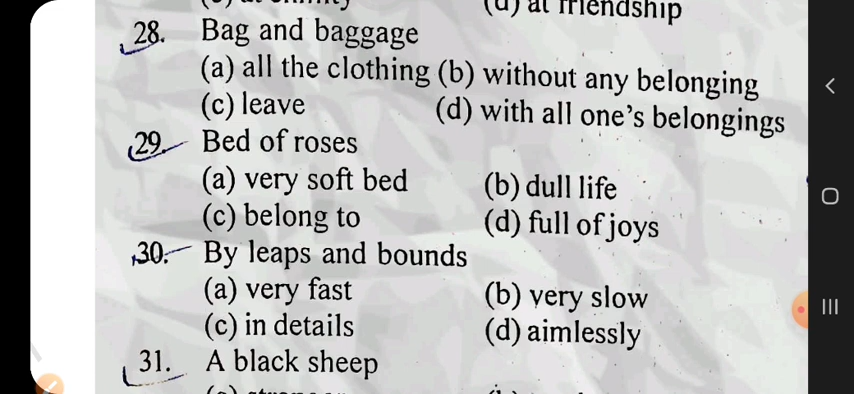 (d) at friendship
28. Bag and baggage
(a) all the clothing (b) without any belonging
(c) leave (d) with all one's belongings
29. Bed of roses
(a) very soft bed (b) dull life
(c) belong to (d) full of joys
30. By leaps and bounds
(a) very fast (b) very slow
(c) in details (d) aimlessly
31. A black sheep